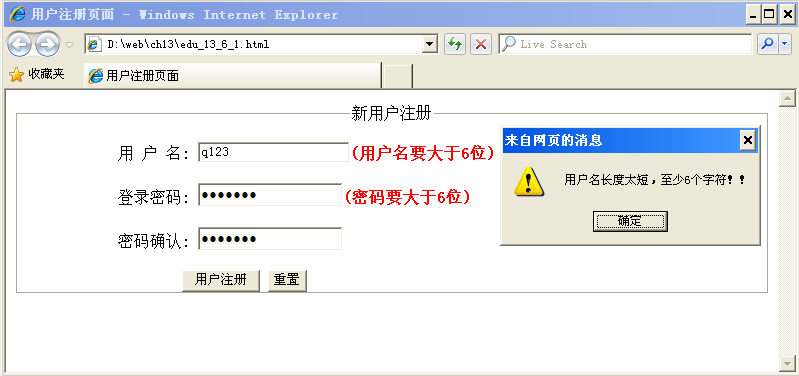 用户注册页面 - Windows Internet Explorer
D:\web\ch13\edu_13_6_1.html
Live Search
收藏夹
用户注册页面
新用户注册
用 户 名: q123 (用户名要大于6位)
登录密码: ●●●●●●● (密码要大于6位)
密码确认: ●●●●●●●
用户注册 重置
来自网页的消息
用户名长度太短，至少6个字符！！
确定